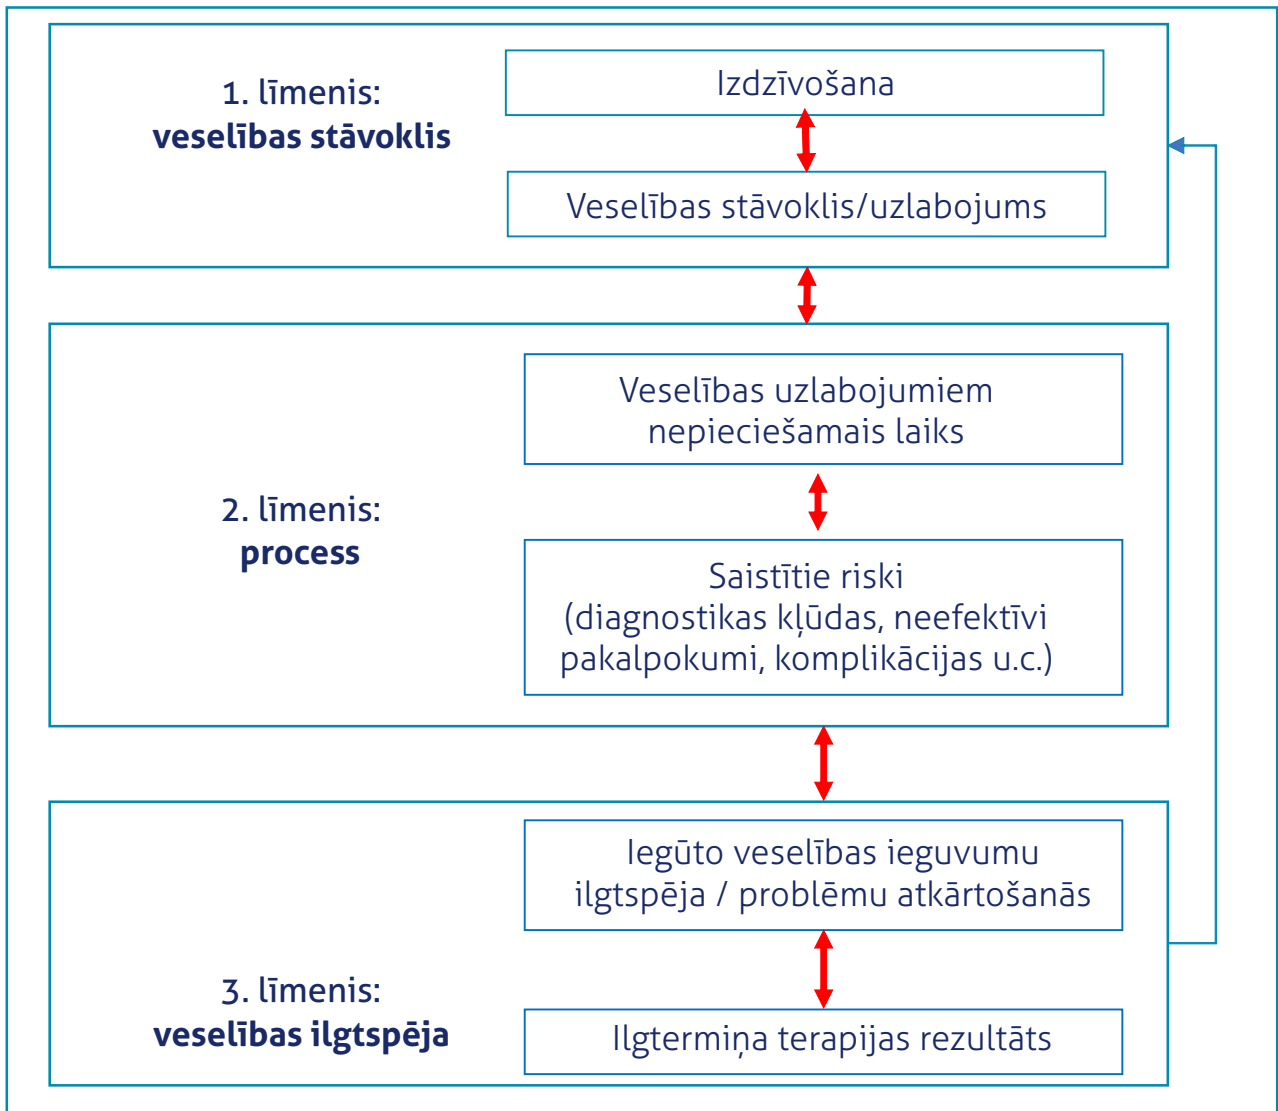 1. līmenis:
veselības stāvoklis
Izdzīvošana
Veselības stāvoklis/uzlabojums
2. līmenis:
process
Veselības uzlabojumiem
nepieciešamais laiks
Saistītie riski
(diagnostikas kļūdas, neefektīvi
pakalpokumi, komplikācijas u.c.)
3. līmenis:
veselības ilgtspēja
Iegūto veselības ieguvumu
ilgtspēja / problēmu atkārtošanās
Ilgtermiņa terapijas rezultāts